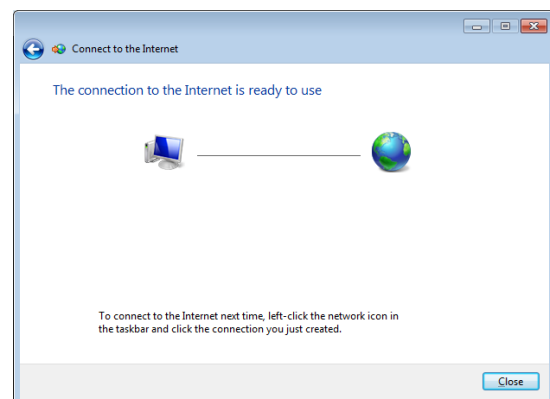 Connect to the Internet
The connection to the Internet is ready to use
To connect to the Internet next time, left-click the network icon in
the taskbar and click the connection you just created.
Close